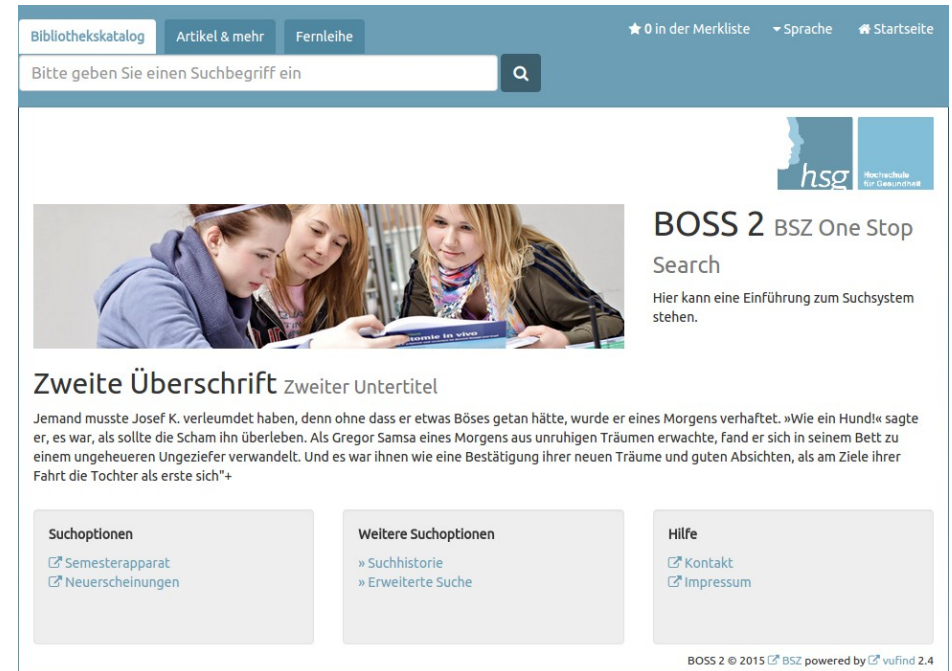 Bibliothekskatalog Artikel & mehr Fernleihe 0 in der Merkliste Sprache Startseite
Bitte geben Sie einen Suchbegriff ein
hsg Hochschule
für Gesundheit
BOSS 2 BSZ One Stop
Search
Hier kann eine Einführung zum Suchsystem
stehen.
omie in vivo
Zweite Überschrift Zweiter Untertitel
Jemand musste Josef K. verleumdet haben, denn ohne dass er etwas Böses getan hätte, wurde er eines Morgens verhaftet. »Wie ein Hund!« sagte
er, es war, als sollte die Scham ihn überleben. Als Gregor Samsa eines Morgens aus unruhigen Träumen erwachte, fand er sich in seinem Bett zu
einem ungeheueren Ungeziefer verwandelt. Und es war ihnen wie eine Bestätigung ihrer neuen Träume und guten Absichten, als am Ziele ihrer
Fahrt die Tochter als erste sich"+
Suchoptionen
Semesterapparat
Neuerscheinungen
Weitere Suchoptionen
» Suchhistorie
» Erweiterte Suche
Hilfe
Kontakt
Impressum
BOSS 2 © 2015 BSZ powered by vufind 2.4